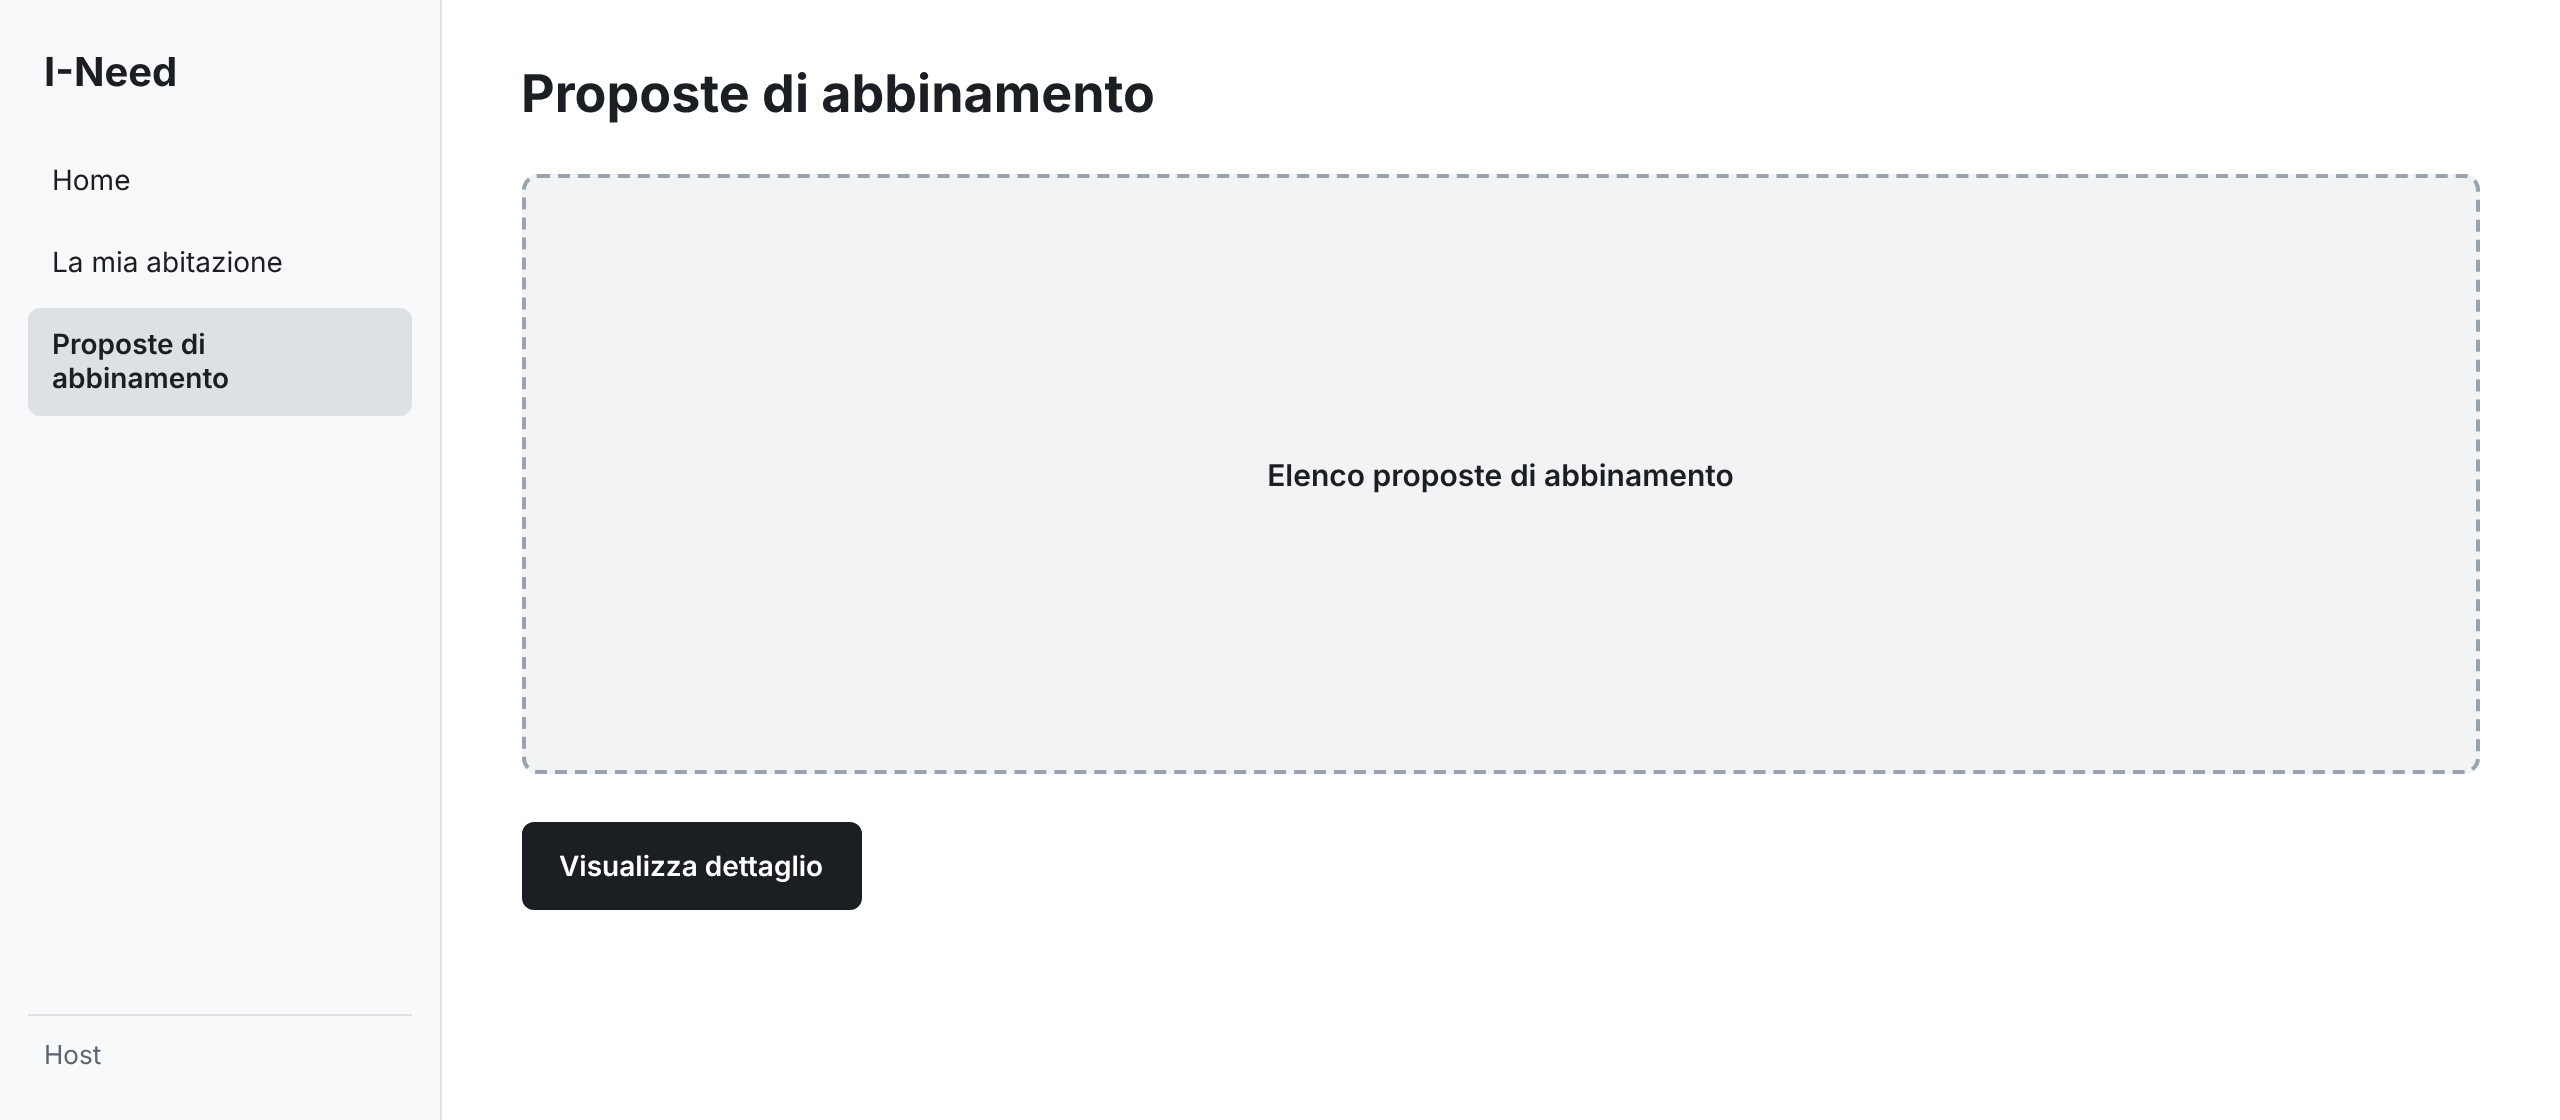 I-Need
Home
La mia abitazione
Proposte di
abbinamento
Host
Proposte di abbinamento
Elenco proposte di abbinamento
Visualizza dettaglio